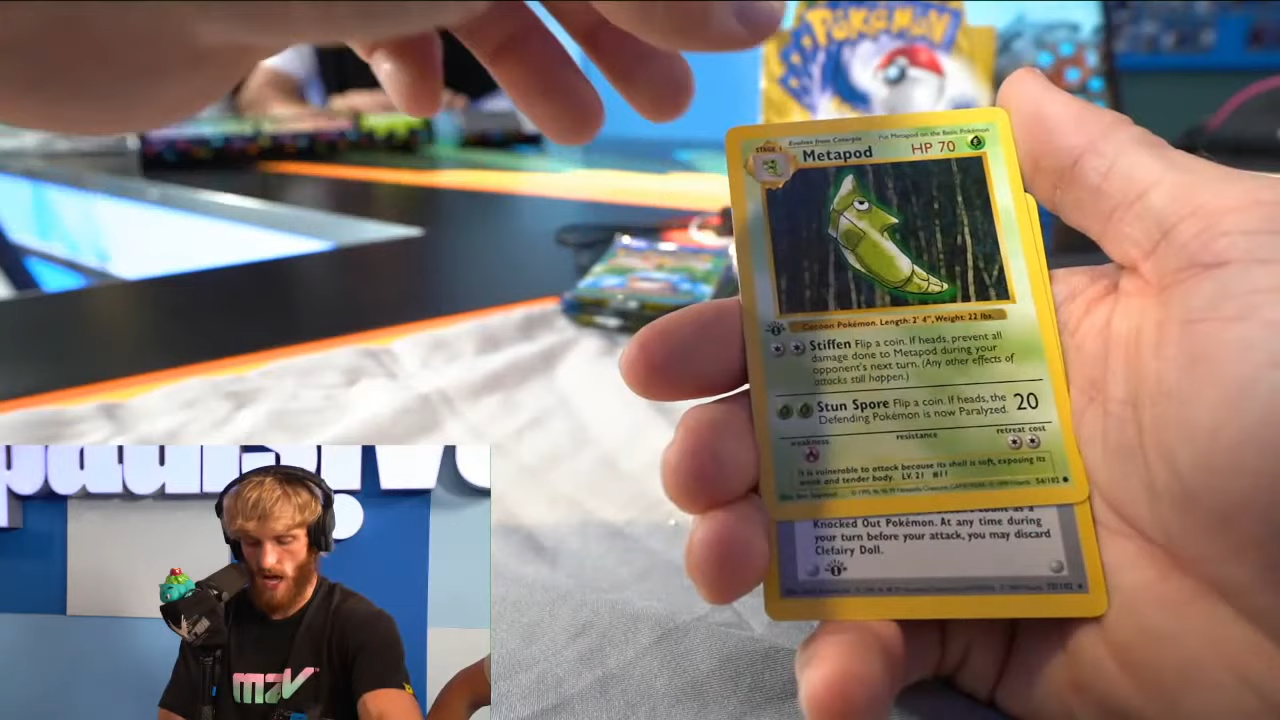 POKéMON
STAGE 1
Evolves from Caterpie
Put Metapod on the Basic Pokémon
Metapod
HP 70
Cocoon Pokémon. Length: 2' 4", Weight: 22 lbs.
Stiffen Flip a coin. If heads, prevent all
damage done to Metapod during your
opponent's next turn. (Any other effects of
attacks still happen.)
Stun Spore Flip a coin. If heads, the
Defending Pokémon is now Paralyzed.
20
weakness
resistance
retreat cost
It is vulnerable to attack because its shell is soft, exposing its
weak and tender body. LV. 21 #11
54/102
Knocked Out Pokémon. At any time during
your turn before your attack, you may discard
Clefairy Doll.
1
EDITION